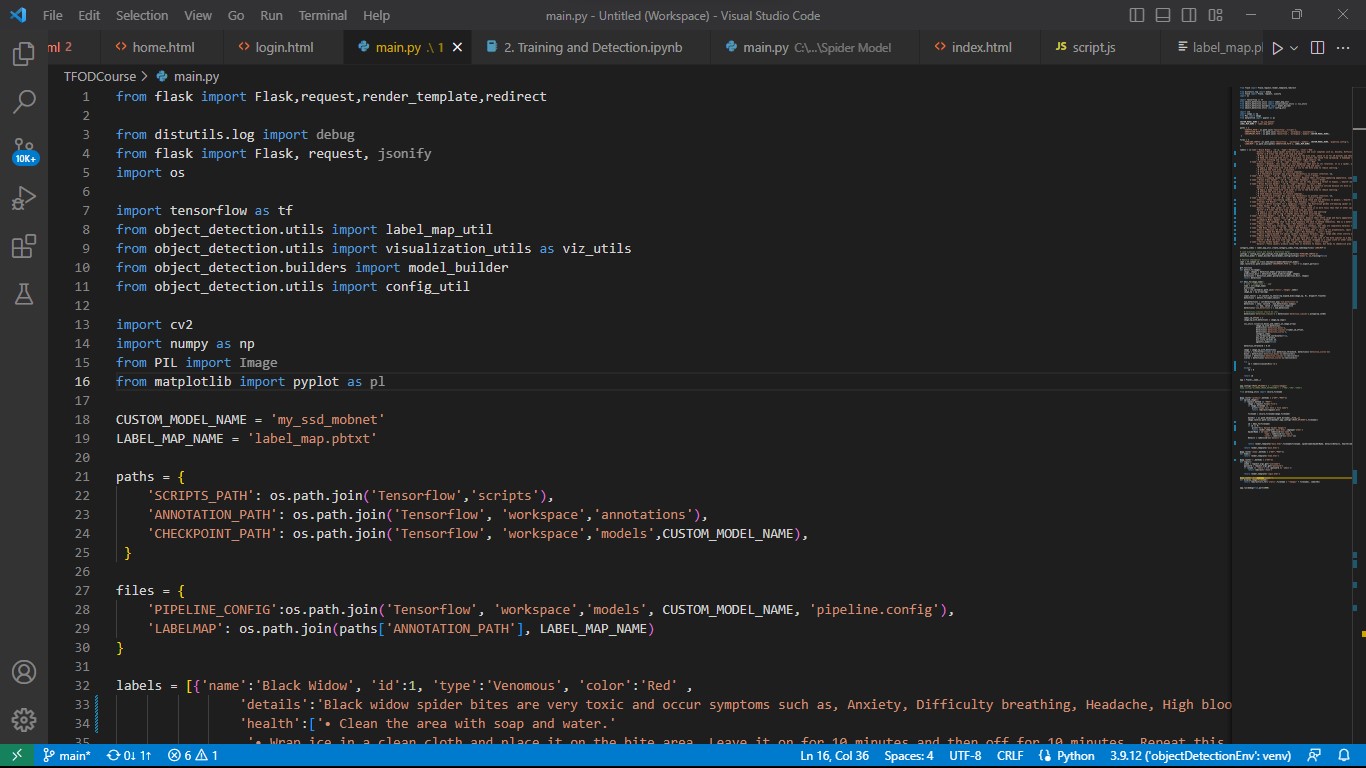 File Edit Selection View Go Run Terminal Help main.py - Untitled (Workspace) - Visual Studio Code
ml 2 home.html login.html main.py .\ 1 2. Training and Detection.ipynb main.py C:\...\Spider Model index.html JS script.js label_map.p
TFODCourse > main.py
10K+
1 from flask import Flask,request,render_template,redirect
2
3 from distutils.log import debug
4 from flask import Flask, request, jsonify
5 import os
6
7 import tensorflow as tf
8 from object_detection.utils import label_map_util
9 from object_detection.utils import visualization_utils as viz_utils
10 from object_detection.builders import model_builder
11 from object_detection.utils import config_util
12
13 import cv2
14 import numpy as np
15 from PIL import Image
16 from matplotlib import pyplot as pl
17
18 CUSTOM_MODEL_NAME = 'my_ssd_mobnet'
19 LABEL_MAP_NAME = 'label_map.pbtxt'
20
21 paths = {
22 'SCRIPTS_PATH': os.path.join('Tensorflow','scripts'),
23 'ANNOTATION_PATH': os.path.join('Tensorflow', 'workspace','annotations'),
24 'CHECKPOINT_PATH': os.path.join('Tensorflow', 'workspace','models',CUSTOM_MODEL_NAME),
25 }
26
27 files = {
28 'PIPELINE_CONFIG':os.path.join('Tensorflow', 'workspace','models', CUSTOM_MODEL_NAME, 'pipeline.config'),
29 'LABELMAP': os.path.join(paths['ANNOTATION_PATH'], LABEL_MAP_NAME)
30 }
31
32 labels = [{'name':'Black Widow', 'id':1, 'type':'Venomous', 'color':'Red' ,
33 'details':'Black widow spider bites are very toxic and occur symptoms such as, Anxiety, Difficulty breathing, Headache, High bloo
34 'health':['• Clean the area with soap and water.'
35 '• Wrap ice in a clean cloth and place it on the bite area. Leave it on for 10 minutes and then off for 10 minutes. Repeat this
main* 0↓ 1↑ 6 1 Ln 16, Col 36 Spaces: 4 UTF-8 CRLF Python 3.9.12 ('objectDetectionEnv': venv)